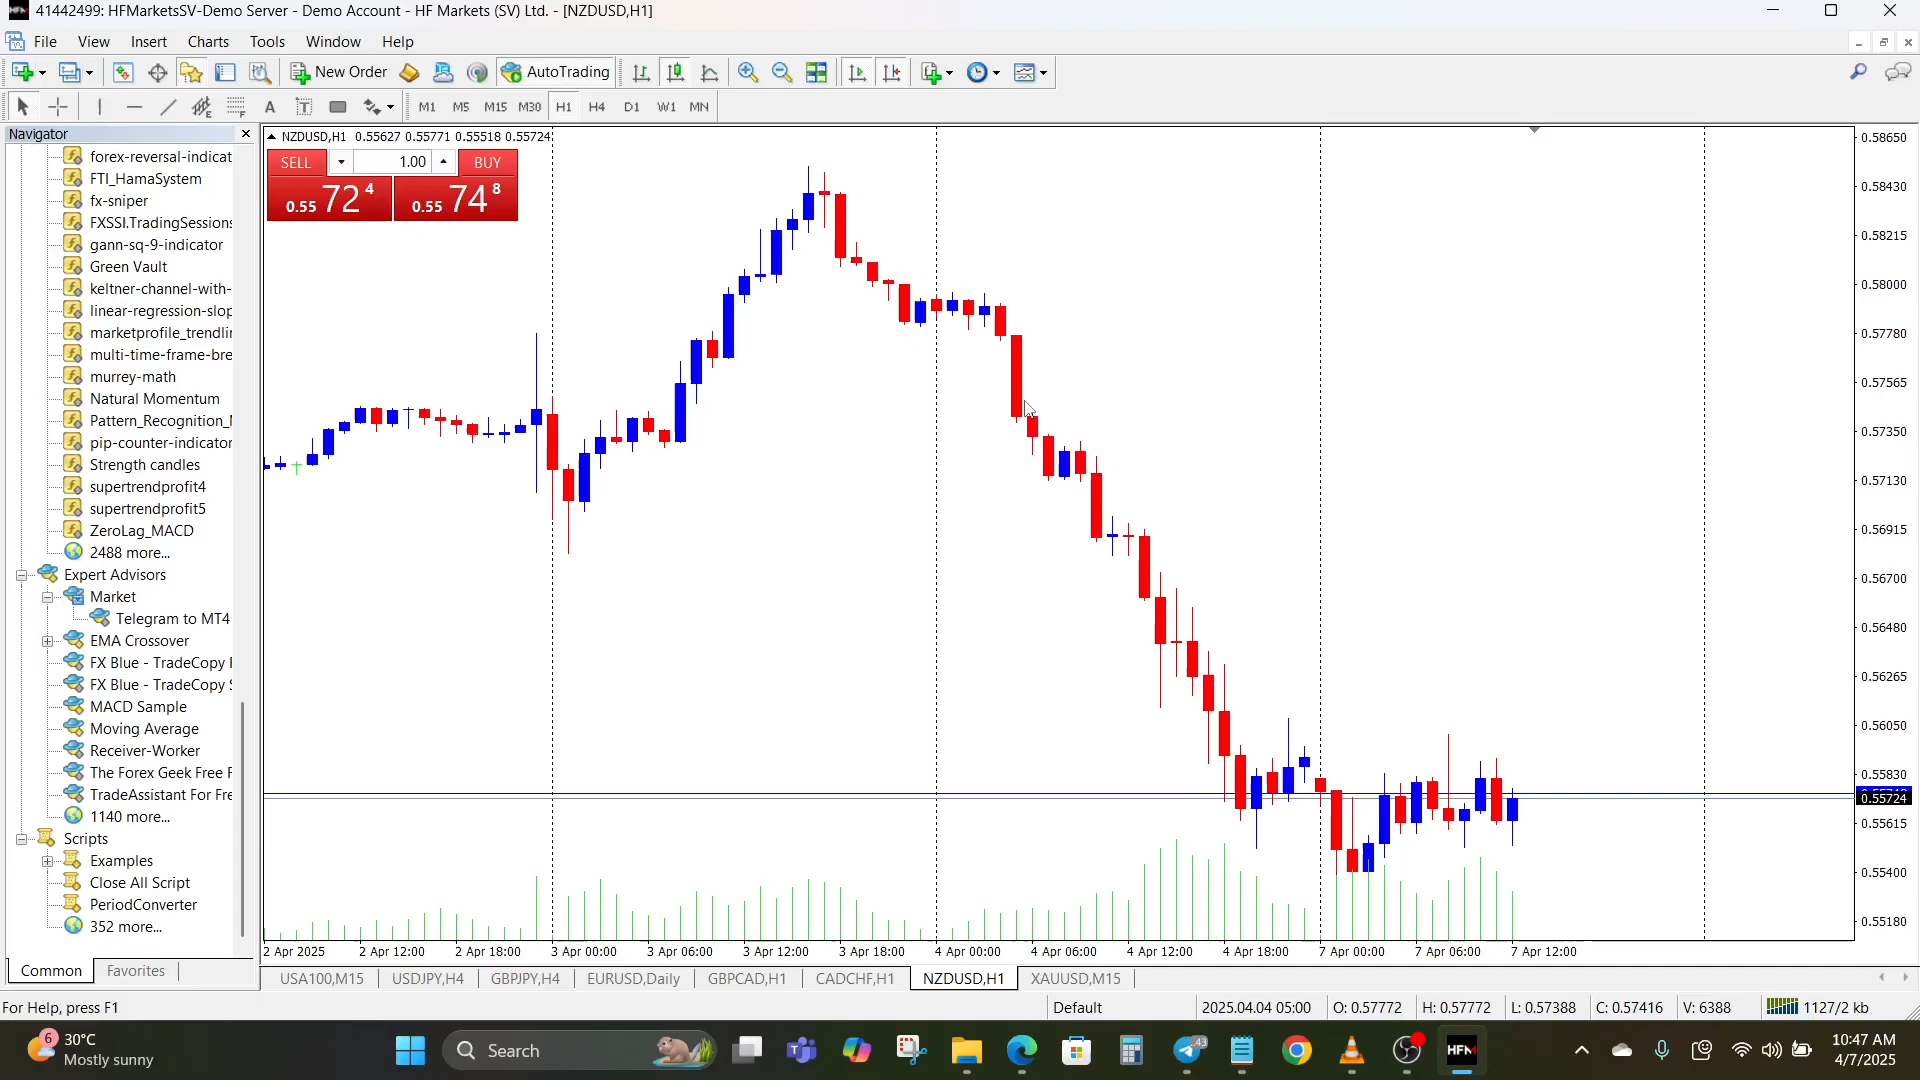 41442499: HFMarketsSV-Demo Server - Demo Account - HF Markets (SV) Ltd. - [NZDUSD,H1]
File View Insert Charts Tools Window Help
New Order AutoTrading
A T M1 M5 M15 M30 H1 H4 D1 W1 MN
Navigator
forex-reversal-indicat
FTI_HamaSystem
fx-sniper
FXSSI.TradingSessions
gann-sq-9-indicator
Green Vault
keltner-channel-with-
linear-regression-slop
marketprofile_trendlin
multi-time-frame-bre
murrey-math
Natural Momentum
Pattern_Recognition_
pip-counter-indicator
Strength candles
supertrendprofit4
supertrendprofit5
ZeroLag_MACD
2488 more...
Expert Advisors
Market
Telegram to MT4
EMA Crossover
FX Blue - TradeCopy
FX Blue - TradeCopy
MACD Sample
Moving Average
Receiver-Worker
The Forex Geek Free
TradeAssistant For Fre
1140 more...
Scripts
Examples
Close All Script
PeriodConverter
352 more...
Common Favorites
NZDUSD,H1 0.55627 0.55771 0.55518 0.55724
SELL 1.00 BUY
0.55 72 4 0.55 74 8
0.58650
0.58430
0.58215
0.58000
0.57780
0.57565
0.57350
0.57130
0.56915
0.56700
0.56480
0.56265
0.56050
0.55830
0.55724
0.55615
0.55400
0.55180
2 Apr 2025 2 Apr 12:00 2 Apr 18:00 3 Apr 00:00 3 Apr 06:00 3 Apr 12:00 3 Apr 18:00 4 Apr 00:00 4 Apr 06:00 4 Apr 12:00 4 Apr 18:00 7 Apr 00:00 7 Apr 06:00 7 Apr 12:00
USA100,M15 USDJPY,H4 GBPJPY,H4 EURUSD,Daily GBPCAD,H1 CADCHF,H1 NZDUSD,H1 XAUUSD,M15
For Help, press F1 Default 2025.04.04 05:00 O: 0.57772 H: 0.57772 L: 0.57388 C: 0.57416 V: 6388 1127/2 kb
6 30°C
Mostly sunny
Search
43
HFM
10:47 AM
4/7/2025